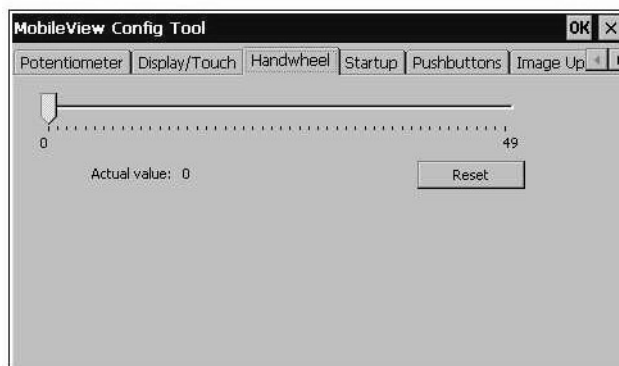 MobileView Config Tool OK ×
Potentiometer Display/Touch Handwheel Startup Pushbuttons Image Up
0 49
Actual value: 0 Reset